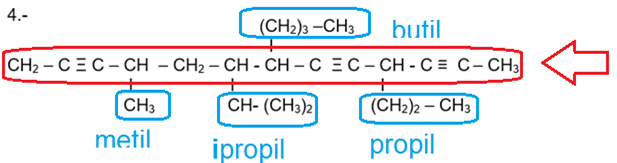 4.-
(CH₂)₃ –CH₃
butil
CH₂ – C ≡ C – CH – CH₂ – CH - CH – C ≡ C – CH - C ≡ C – CH₃
CH₃ CH- (CH₃)₂ (CH₂)₂ – CH₃
metil ipropil propil